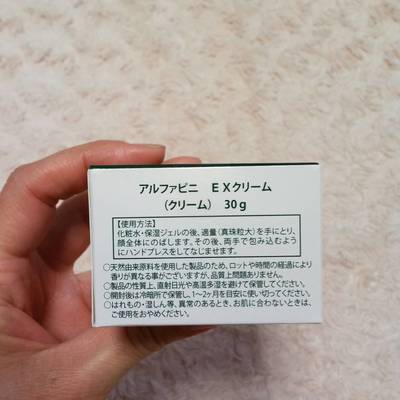 アルファピニ　ＥＸクリーム
（クリーム）　30ｇ
【使用方法】
化粧水・保湿ジェルの後、適量（真珠粒大）を手にとり、
顔全体にのばします。その後、両手で包み込むよう
にハンドプレスをしてなじませます。
○天然由来原料を使用した製品のため、ロットや時間の経過により
香りが異なる事がございますが、品質上問題ありません。
○製品の性質上、直射日光や高温多湿を避けて保管してください。
○開封後は冷暗所で保管し、1～2ヶ月を目安に使い切ってください。
○はれもの・湿しん等、異常のあるとき、お肌に合わないときは、
ご使用をおやめください。